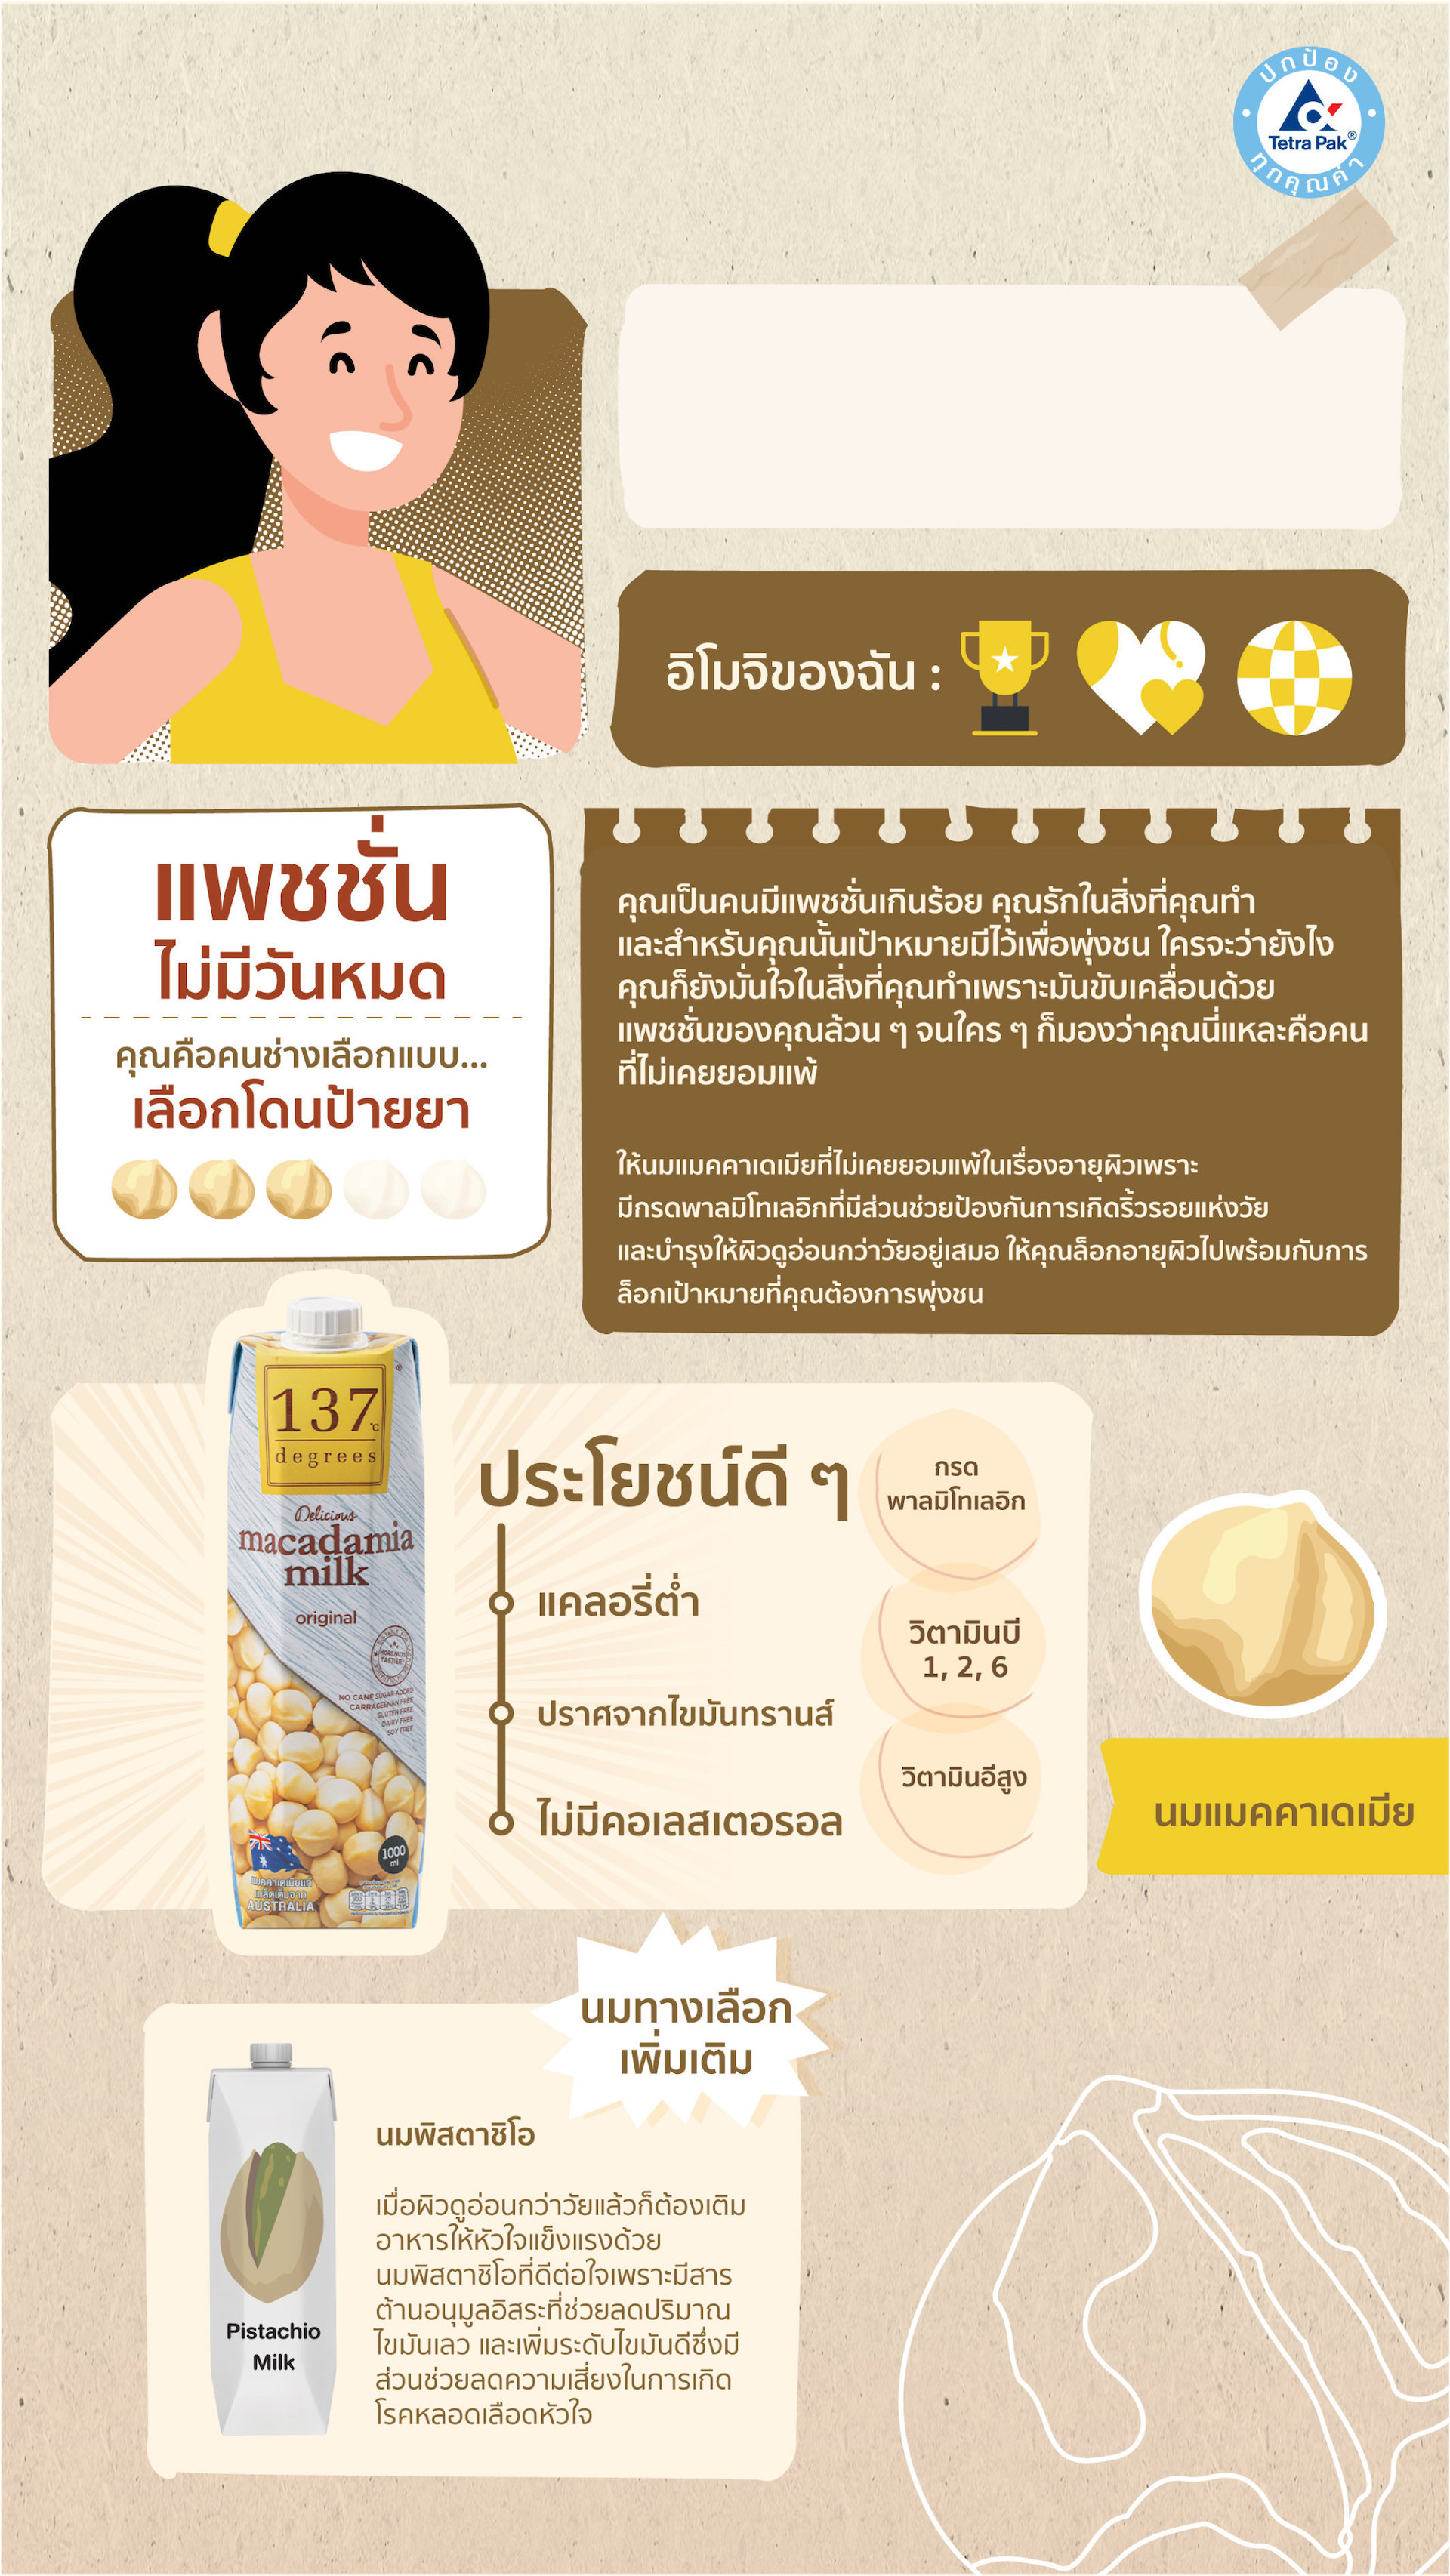 ปกป้อง
Tetra Pak®
ทุกคุณค่า
อิโมจิของฉัน :
แพชชั่น
ไม่มีวันหมด
คุณคือคนช่างเลือกแบบ...
เลือกโดนป้ายยา
คุณเป็นคนมีแพชชั่นเกินร้อย คุณรักในสิ่งที่คุณทำ
และสำหรับคุณนั้นเป้าหมายมีไว้เพื่อพุ่งชน ใครจะว่ายังไง
คุณก็ยังมั่นใจในสิ่งที่คุณทำเพราะมันขับเคลื่อนด้วย
แพชชั่นของคุณล้วน ๆ จนใคร ๆ ก็มองว่าคุณนี่แหละคือคน
ที่ไม่เคยยอมแพ้
ให้นมแมคคาเดเมียที่ไม่เคยยอมแพ้ในเรื่องอายุผิวเพราะ
มีกรดพาลมิโทเลอิกที่มีส่วนช่วยป้องกันการเกิดริ้วรอยแห่งวัย
และบำรุงให้ผิวดูอ่อนกว่าวัยอยู่เสมอ ให้คุณล็อกอายุผิวไปพร้อมกับการ
ล็อกเป้าหมายที่คุณต้องการพุ่งชน
137°C
degrees
Delicious
macadamia
milk
original
NO CANE SUGAR ADDED
CARRAGEENAN FREE
GLUTEN FREE
DAIRY FREE
SOY FREE
1000
ml
AUSTRALIA
ประโยชน์ดี ๆ
แคลอรี่ต่ำ
ปราศจากไขมันทรานส์
ไม่มีคอเลสเตอรอล
กรด
พาลมิโทเลอิก
วิตามินบี
1, 2, 6
วิตามินอีสูง
นมแมคคาเดเมีย
นมทางเลือก
เพิ่มเติม
นมพิสตาชิโอ
เมื่อผิวดูอ่อนกว่าวัยแล้วก็ต้องเติม
อาหารให้หัวใจแข็งแรงด้วย
นมพิสตาชิโอที่ดีต่อใจเพราะมีสาร
ต้านอนุมูลอิสระที่ช่วยลดปริมาณ
ไขมันเลว และเพิ่มระดับไขมันดีซึ่งมี
ส่วนช่วยลดความเสี่ยงในการเกิด
โรคหลอดเลือดหัวใจ
Pistachio
Milk